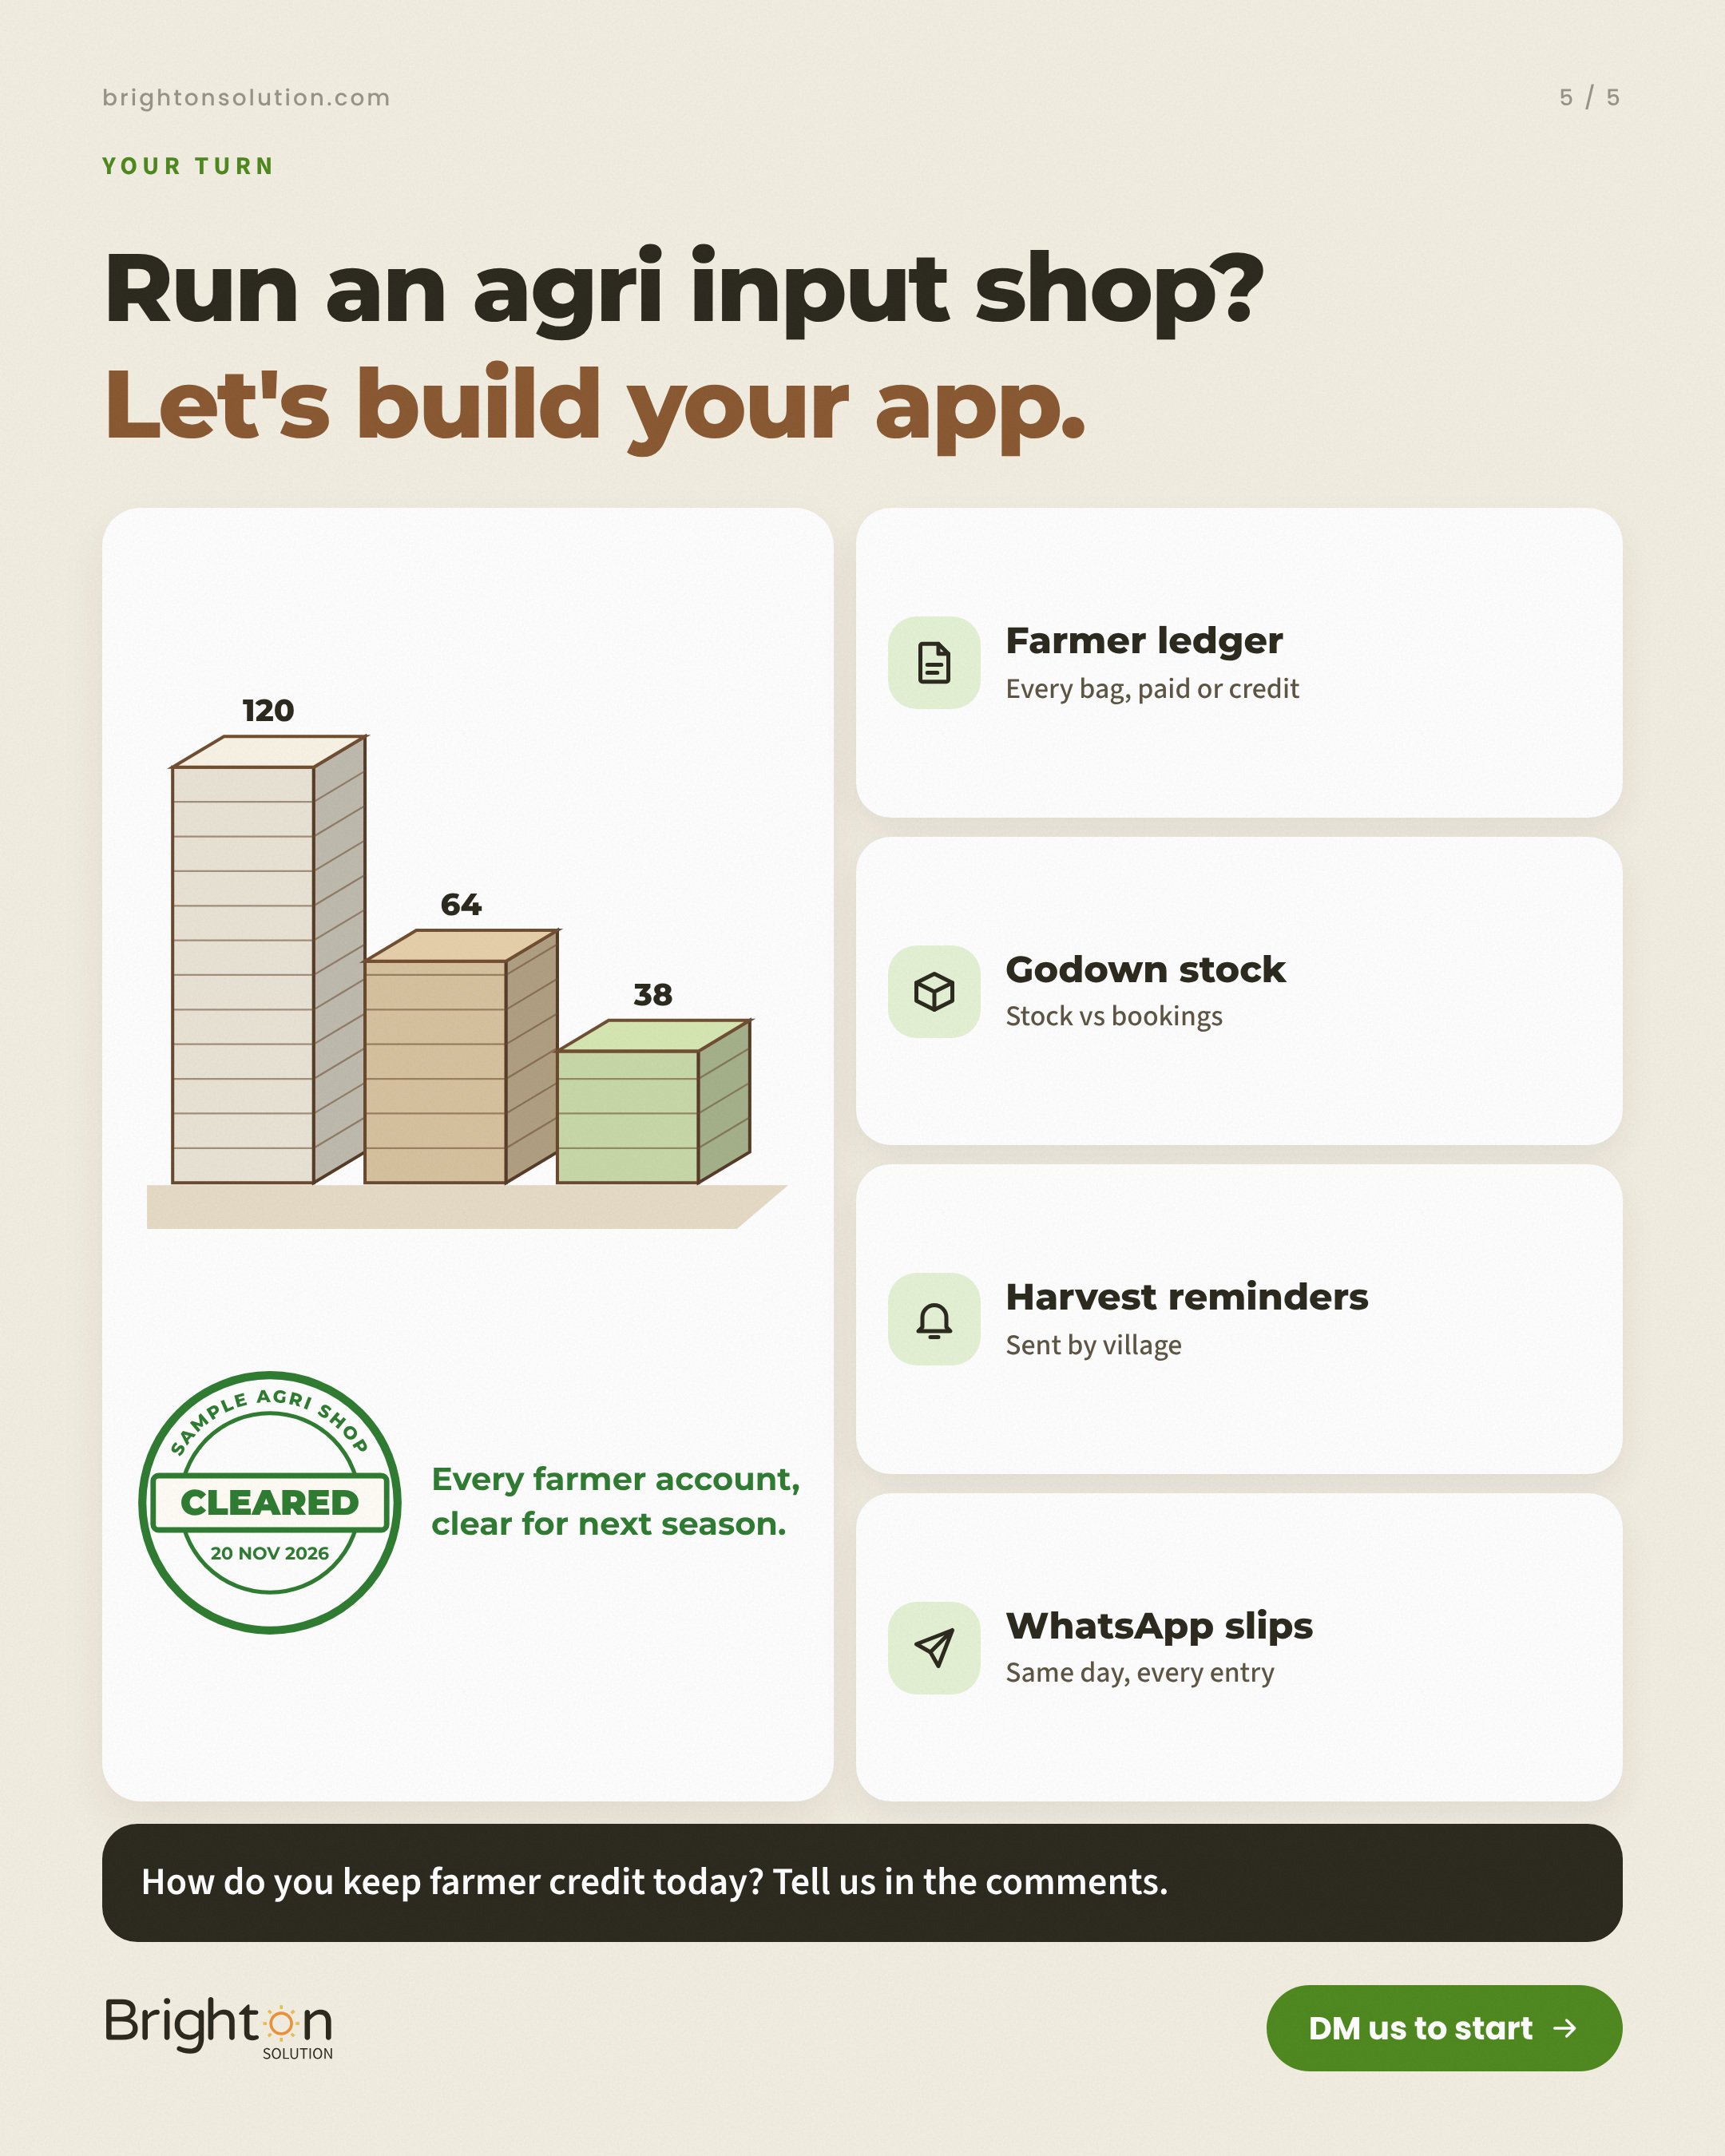 brightonsolution.com
5 / 5
YOUR TURN
Run an agri input shop?
Let's build your app.
120
64
38
SAMPLE AGRI SHOP
CLEARED
20 NOV 2026
Every farmer account,
clear for next season.
Farmer ledger
Every bag, paid or credit
Godown stock
Stock vs bookings
Harvest reminders
Sent by village
WhatsApp slips
Same day, every entry
How do you keep farmer credit today? Tell us in the comments.
Brighton
SOLUTION
DM us to start →